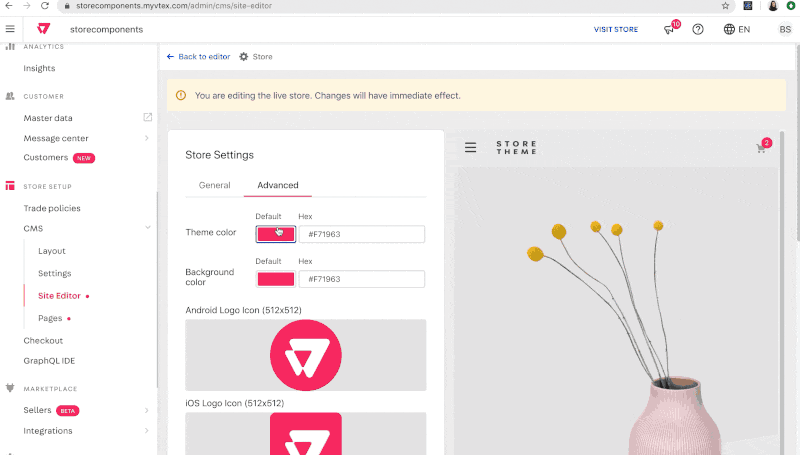 storecomponents.myvtex.com/admin/cms/site-editor
storecomponents
VISIT STORE
10
EN
BS
ANALYTICS
Insights
CUSTOMER
Master data
Message center
Customers NEW
STORE SETUP
Trade policies
CMS
Layout
Settings
Site Editor
Pages
Checkout
GraphQL IDE
MARKETPLACE
Sellers BETA
Integrations
Back to editor
Store
You are editing the live store. Changes will have immediate effect.
Store Settings
General
Advanced
Default Hex
Theme color
#F71963
Default Hex
Background
color
#F71963
Android Logo Icon (512x512)
iOS Logo Icon (512x512)
STORE
THEME
2